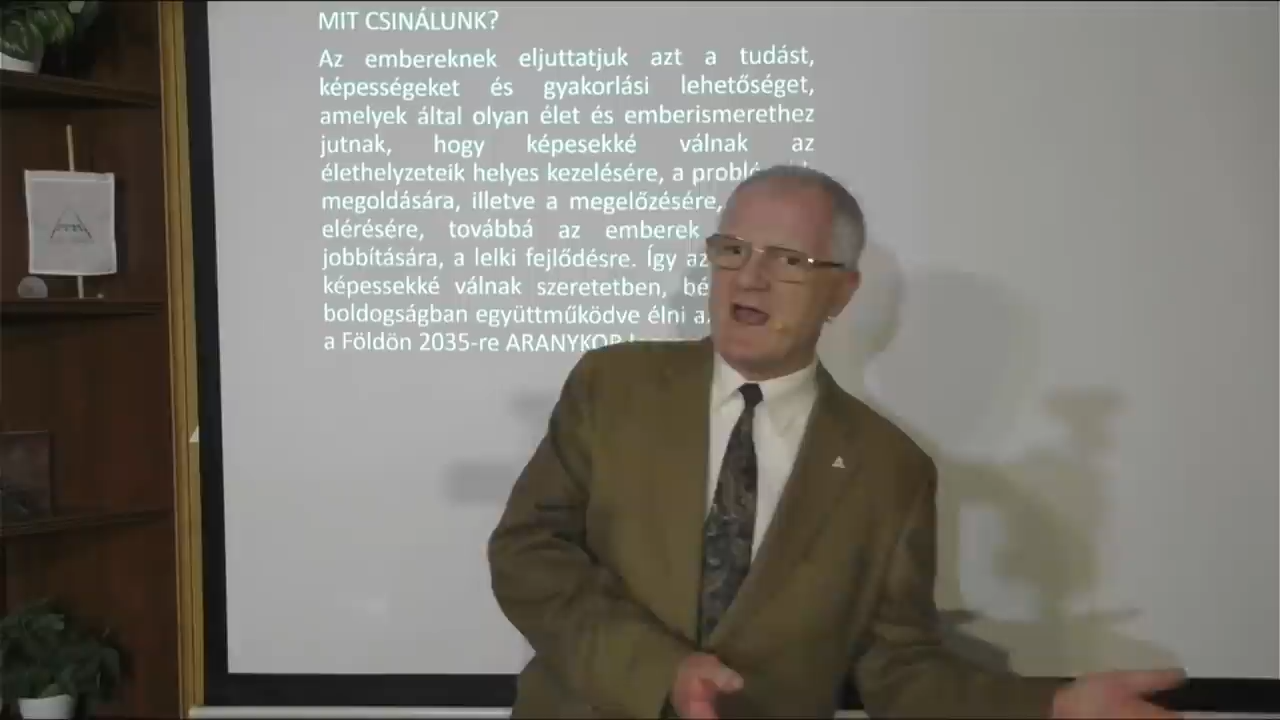 MIT CSINÁLUNK?
Az embereknek eljuttatjuk azt a tudást,
képességeket és gyakorlási lehetőséget,
amelyek által olyan élet és emberismerethez
jutnak, hogy képesekké válnak az
élethelyzeteik helyes kezelésére, a
megoldására, illetve a megelőzésére,
elérésére, továbbá az emberek
jobbítására, a lelki fejlődésre. Így
képessekké válnak szeretetben,
boldogságban együttműködve élni
a Földön 2035-re ARANYKOR